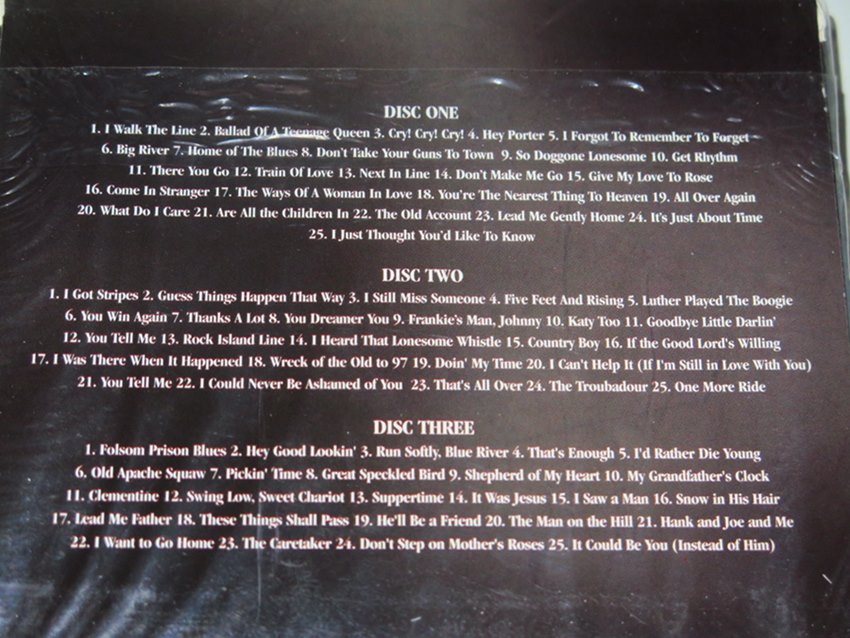 DISC ONE
1. I Walk The Line 2. Ballad Of A Teenage Queen 3. Cry! Cry! Cry! 4. Hey Porter 5. I Forgot To Remember To Forget
6. Big River 7. Home of The Blues 8. Don't Take Your Guns To Town 9. So Doggone Lonesome 10. Get Rhythm
11. There You Go 12. Train Of Love 13. Next In Line 14. Don't Make Me Go 15. Give My Love To Rose
16. Come In Stranger 17. The Ways Of A Woman In Love 18. You're The Nearest Thing To Heaven 19. All Over Again
20. What Do I Care 21. Are All the Children In 22. The Old Account 23. Lead Me Gently Home 24. It's Just About Time
25. I Just Thought You'd Like To Know
DISC TWO
1. I Got Stripes 2. Guess Things Happen That Way 3. I Still Miss Someone 4. Five Feet And Rising 5. Luther Played The Boogie
6. You Win Again 7. Thanks A Lot 8. You Dreamer You 9. Frankie's Man, Johnny 10. Katy Too 11. Goodbye Little Darlin'
12. You Tell Me 13. Rock Island Line 14. I Heard That Lonesome Whistle 15. Country Boy 16. If the Good Lord's Willing
17. I Was There When It Happened 18. Wreck of the Old to 97 19. Doin' My Time 20. I Can't Help It (If I'm Still in Love With You)
21. You Tell Me 22. I Could Never Be Ashamed of You 23. That's All Over 24. The Troubadour 25. One More Ride
DISC THREE
1. Folsom Prison Blues 2. Hey Good Lookin' 3. Run Softly, Blue River 4. That's Enough 5. I'd Rather Die Young
6. Old Apache Squaw 7. Pickin' Time 8. Great Speckled Bird 9. Shepherd of My Heart 10. My Grandfather's Clock
11. Clementine 12. Swing Low, Sweet Chariot 13. Suppertime 14. It Was Jesus 15. I Saw a Man 16. Snow in His Hair
17. Lead Me Father 18. These Things Shall Pass 19. He'll Be a Friend 20. The Man on the Hill 21. Hank and Joe and Me
22. I Want to Go Home 23. The Caretaker 24. Don't Step on Mother's Roses 25. It Could Be You (Instead of Him)